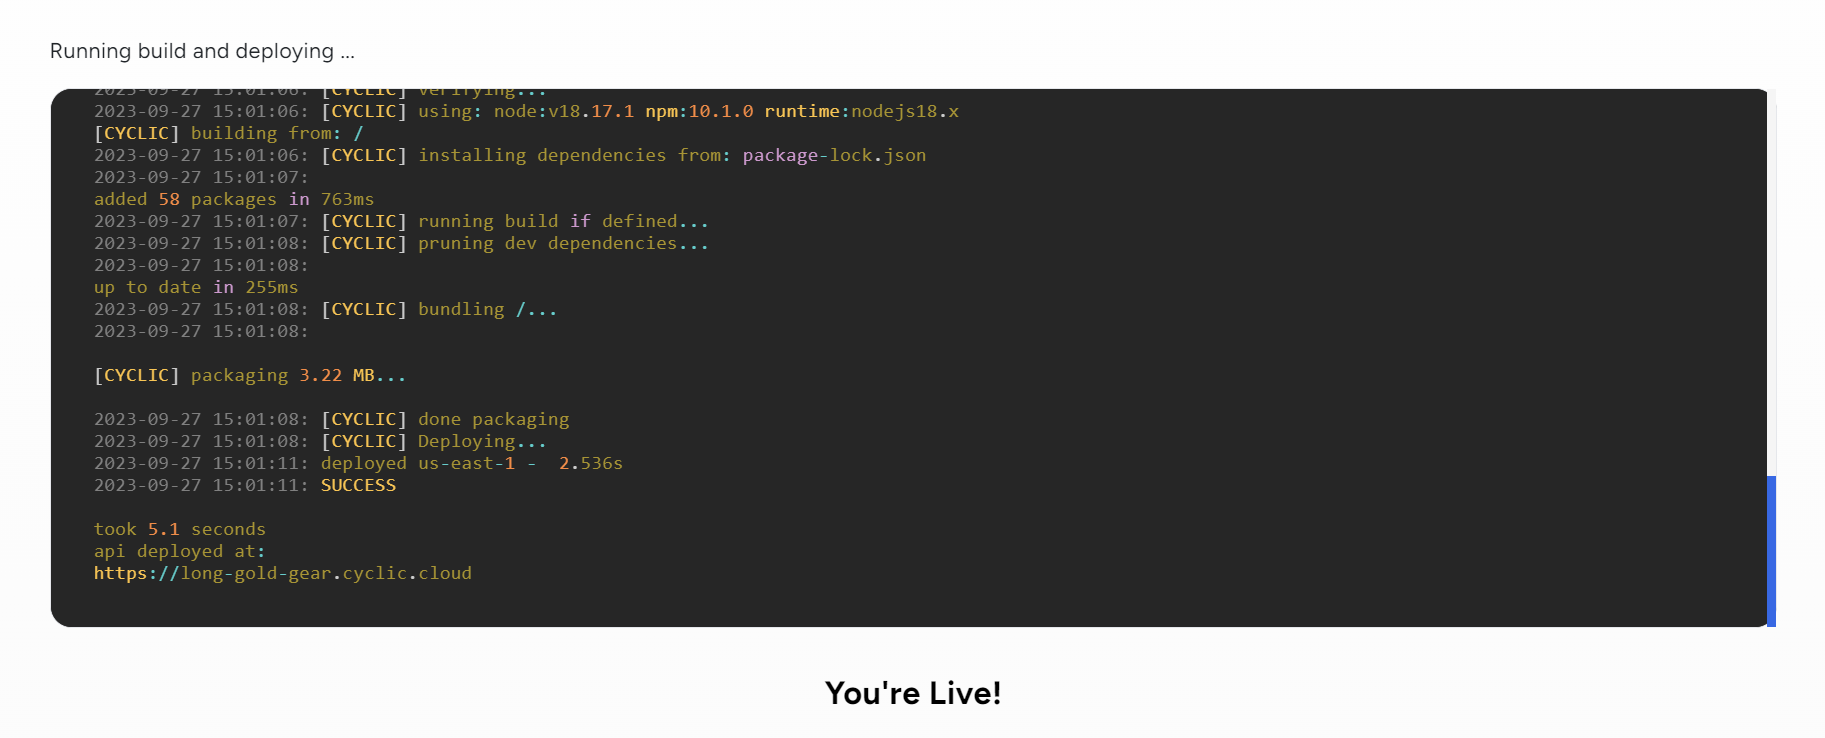 Running build and deploying ...
2023-09-27 15:01:06: [CYCLIC] verifying...
2023-09-27 15:01:06: [CYCLIC] using: node:v18.17.1 npm:10.1.0 runtime:nodejs18.x
[CYCLIC] building from: /
2023-09-27 15:01:06: [CYCLIC] installing dependencies from: package-lock.json
2023-09-27 15:01:07:
added 58 packages in 763ms
2023-09-27 15:01:07: [CYCLIC] running build if defined...
2023-09-27 15:01:08: [CYCLIC] pruning dev dependencies...
2023-09-27 15:01:08:
up to date in 255ms
2023-09-27 15:01:08: [CYCLIC] bundling /...
2023-09-27 15:01:08:
[CYCLIC] packaging 3.22 MB...
2023-09-27 15:01:08: [CYCLIC] done packaging
2023-09-27 15:01:08: [CYCLIC] Deploying...
2023-09-27 15:01:11: deployed us-east-1 -  2.536s
2023-09-27 15:01:11: SUCCESS
took 5.1 seconds
api deployed at:
https://long-gold-gear.cyclic.cloud
You're Live!